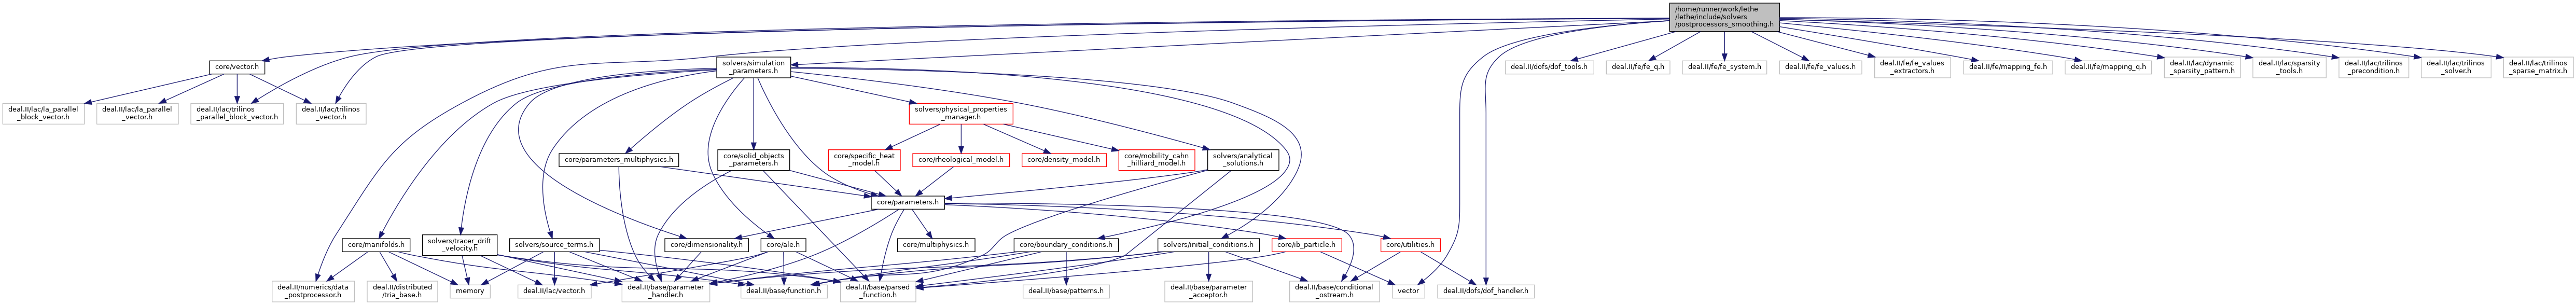 /home/runner/work/lethe
/lethe/include/solvers
/postprocessors_smoothing.h
core/vector.h
solvers/simulation
_parameters.h
deal.II/dofs/dof_tools.h
deal.II/fe/fe_q.h
deal.II/fe/fe_system.h
deal.II/fe/fe_values.h
deal.II/fe/fe_values
_extractors.h
deal.II/fe/mapping_fe.h
deal.II/fe/mapping_q.h
deal.II/lac/dynamic
_sparsity_pattern.h
deal.II/lac/sparsity
_tools.h
deal.II/lac/trilinos
_precondition.h
deal.II/lac/trilinos
_solver.h
deal.II/lac/trilinos
_sparse_matrix.h
deal.II/lac/la_parallel
_block_vector.h
deal.II/lac/la_parallel
_vector.h
deal.II/lac/trilinos
_parallel_block_vector.h
deal.II/lac/trilinos
_vector.h
solvers/physical_properties
_manager.h
core/parameters_multiphysics.h
core/solid_objects
_parameters.h
core/specific_heat
_model.h
core/rheological_model.h
core/density_model.h
core/mobility_cahn
_hilliard_model.h
solvers/analytical
_solutions.h
core/parameters.h
core/manifolds.h
solvers/tracer_drift
_velocity.h
solvers/source_terms.h
core/dimensionality.h
core/ale.h
core/multiphysics.h
core/boundary_conditions.h
solvers/initial_conditions.h
core/ib_particle.h
core/utilities.h
deal.II/numerics/data
_postprocessor.h
deal.II/distributed
/tria_base.h
memory
deal.II/lac/vector.h
deal.II/base/parameter
_handler.h
deal.II/base/function.h
deal.II/base/parsed
_function.h
deal.II/base/patterns.h
deal.II/base/parameter
_acceptor.h
deal.II/base/conditional
_ostream.h
vector
deal.II/dofs/dof_handler.h